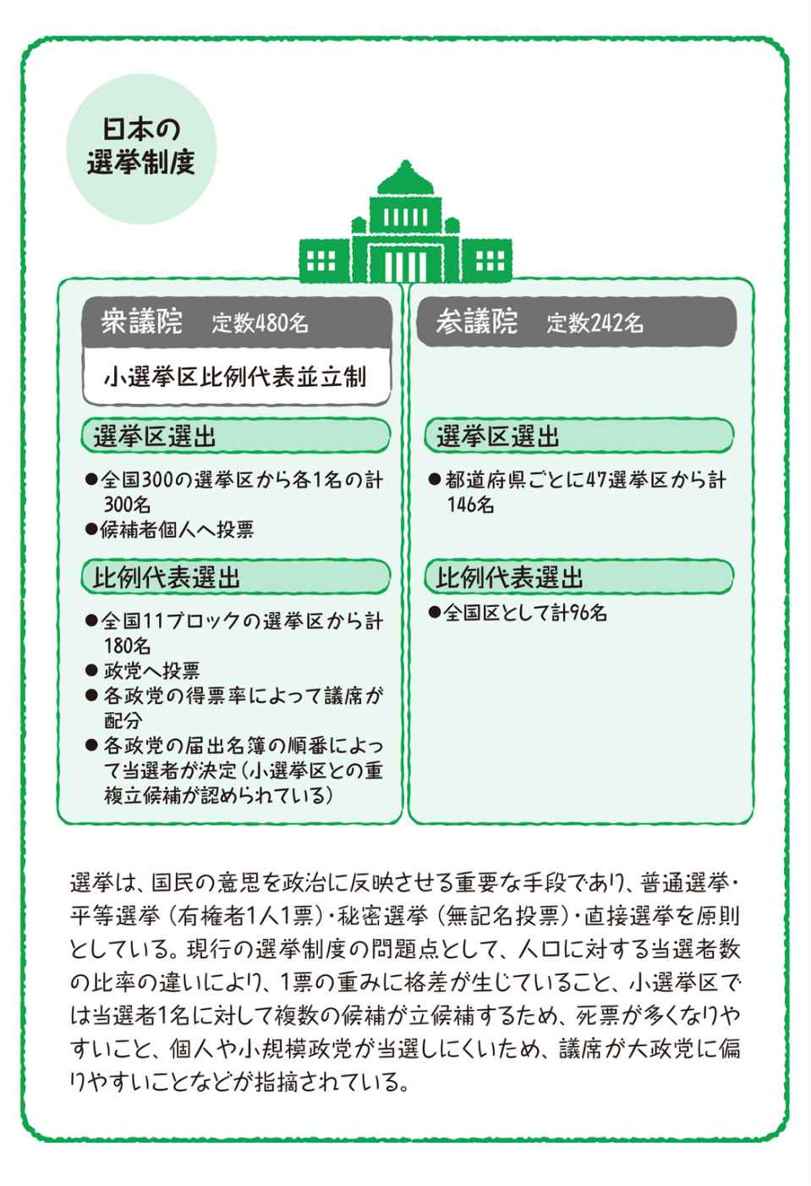 日本の
選挙制度
衆議院 定数480名
小選挙区比例代表並立制
選挙区選出
●全国300の選挙区から各1名の計
300名
●候補者個人へ投票
比例代表選出
●全国11ブロックの選挙区から計
180名
●政党へ投票
●各政党の得票率によって議席が
配分
●各政党の届出名簿の順番によっ
て当選者が決定(小選挙区との重
複立候補が認められている)
参議院 定数242名
選挙区選出
●都道府県ごとに47選挙区から計
146名
比例代表選出
●全国区として計96名
選挙は、国民の意思を政治に反映させる重要な手段であり、普通選挙・
平等選挙(有権者1人1票)・秘密選挙(無記名投票)・直接選挙を原則
としている。現行の選挙制度の問題点として、人口に対する当選者数
の比率の違いにより、1票の重みに格差が生じていること、小選挙区で
は当選者1名に対して複数の候補が立候補するため、死票が多くなりや
すいこと、個人や小規模政党が当選しにくいため、議席が大政党に偏
りやすいことなどが指摘されている。